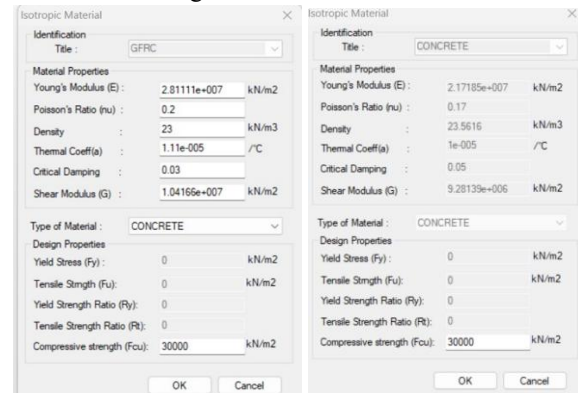 Isotropic Material
Identification
Title : GFRC
Material Properties
Young's Modulus (E) : 2.81111e+007 kN/m2
Poisson's Ratio (nu) : 0.2
Density : 23 kN/m3
Thermal Coeff(a) : 1.11e-005 /°C
Critical Damping : 0.03
Shear Modulus (G) : 1.04166e+007 kN/m2
Type of Material : CONCRETE
Design Properties
Yield Stress (Fy) : 0 kN/m2
Tensile Strngth (Fu): 0
Yield Strength Ratio (Ry): 0
Tensile Strength Ratio (Rt): 0
Compressive strength (Fcu): 30000 kN/m2
OK Cancel
Isotropic Material
Identification
Title : CONCRETE
Material Properties
Young's Modulus (E) : 2.17185e+007 kN/m2
Poisson's Ratio (nu) : 0.17
Density : 23.5616 kN/m3
Thermal Coeff(a) : 1e-005 /°C
Critical Damping : 0.05
Shear Modulus (G) : 9.28139e+006 kN/m2
Type of Material : CONCRETE
Design Properties
Yield Stress (Fy) : 0 kN/m2
Tensile Strngth (Fu): 0
Yield Strength Ratio (Ry): 0
Tensile Strength Ratio (Rt): 0
Compressive strength (Fcu): 30000 kN/m2
OK Cancel